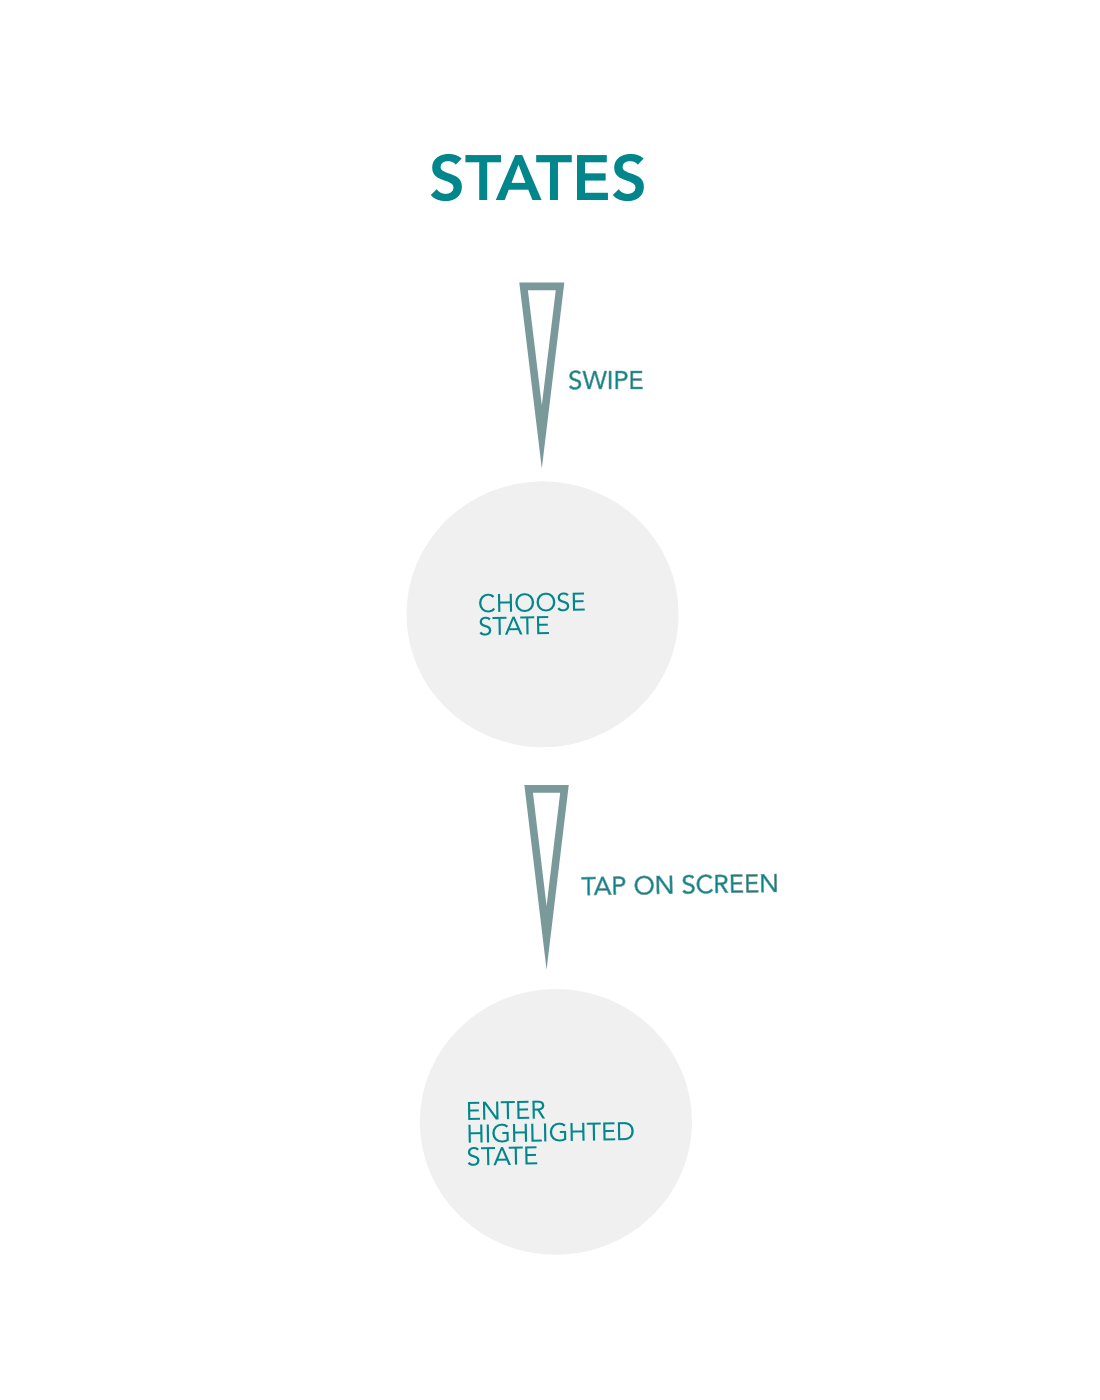 STATES
SWIPE
CHOOSE
STATE
TAP ON SCREEN
ENTER
HIGHLIGHTED
STATE